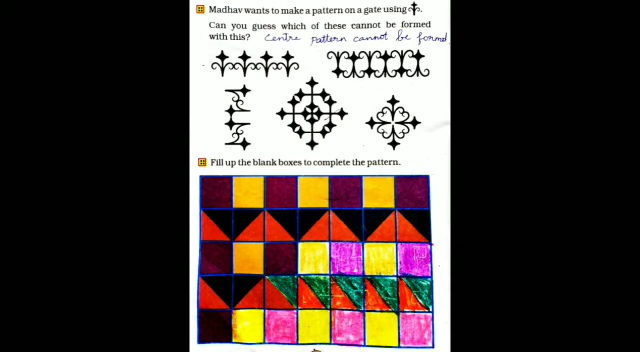 Madhav wants to make a pattern on a gate using
Can you guess which of these cannot be formed
with this? Centre Pattern cannot be formed
Fill up the blank boxes to complete the pattern.